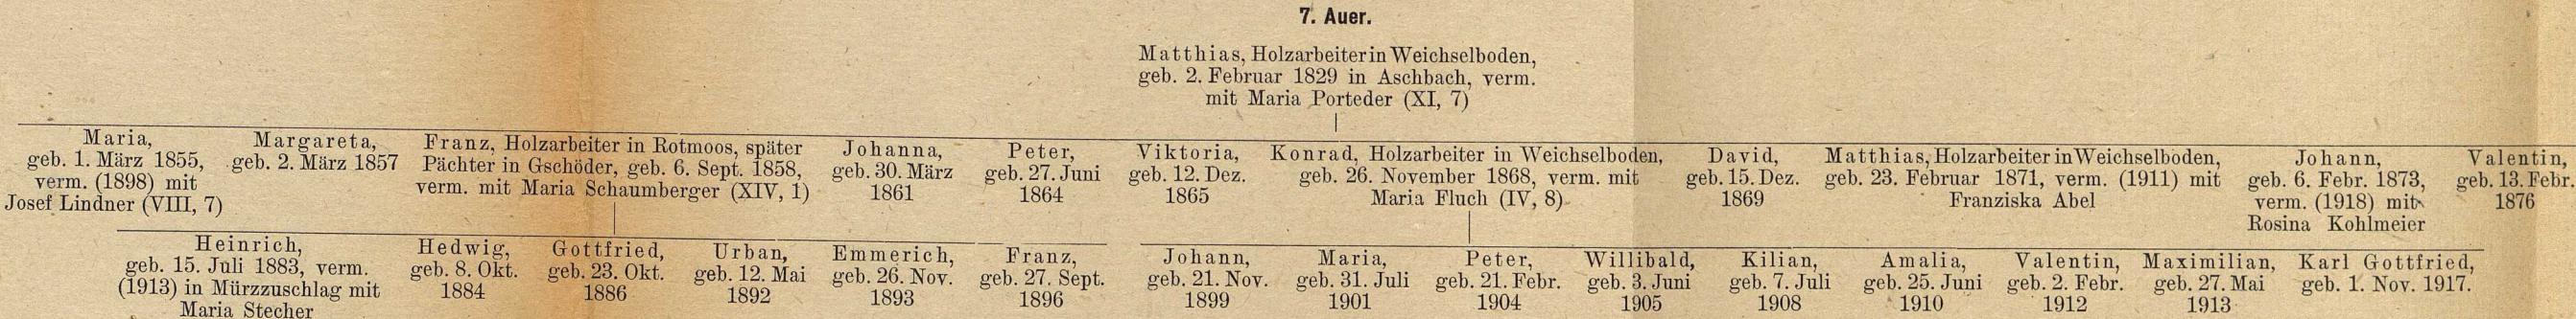 7. Auer.
Matthias, Holzarbeiter in Weichselboden,
geb. 2. Februar 1829 in Aschbach, verm.
mit Maria Porteder (XI, 7)
Maria,
geb. 1. März 1855,
verm. (1898) mit
Josef Lindner (VIII, 7)
Margareta,
geb. 2. März 1857
Franz, Holzarbeiter in Rotmoos, später
Pächter in Gschöder, geb. 6. Sept. 1858,
verm. mit Maria Schaumberger (XIV, 1)
Johanna,
geb. 30. März
1861
Peter,
geb. 27. Juni
1864
Viktoria,
geb. 12. Dez.
1865
Konrad, Holzarbeiter in Weichselboden,
geb. 26. November 1868, verm. mit
Maria Fluch (IV, 8)
David,
geb. 15. Dez.
1869
Matthias, Holzarbeiter in Weichselboden,
geb. 23. Februar 1871, verm. (1911) mit
Franziska Abel
Johann,
geb. 6. Febr. 1873,
verm. (1918) mit
Rosina Kohlmeier
Valentin,
geb. 13. Febr.
1876
Heinrich,
geb. 15. Juli 1883, verm.
(1913) in Mürzzuschlag mit
Maria Stecher
Hedwig,
geb. 8. Okt.
1884
Gottfried,
geb. 23. Okt.
1886
Urban,
geb. 12. Mai
1892
Emmerich,
geb. 26. Nov.
1893
Franz,
geb. 27. Sept.
1896
Johann,
geb. 21. Nov.
1899
Maria,
geb. 31. Juli
1901
Peter,
geb. 21. Febr.
1904
Willibald,
geb. 3. Juni
1905
Kilian,
geb. 7. Juli
1908
Amalia,
geb. 25. Juni
1910
Valentin,
geb. 2. Febr.
1912
Maximilian,
geb. 27. Mai
1913
Karl Gottfried,
geb. 1. Nov. 1917.